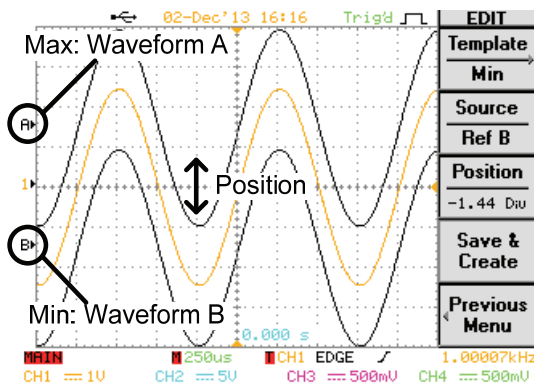 02-Dec'13 16:16 Trig'd
EDIT
Max: Waveform A
Template
Min
A
Source
Ref B
1
Position
Position
-1.44 Div
B
Save &
Create
Min: Waveform B
Previous
Menu
0.000 s
MAIN M 250us T CH1 EDGE 1.00007kHz
CH1 1V CH2 5V CH3 500mV CH4 500mV